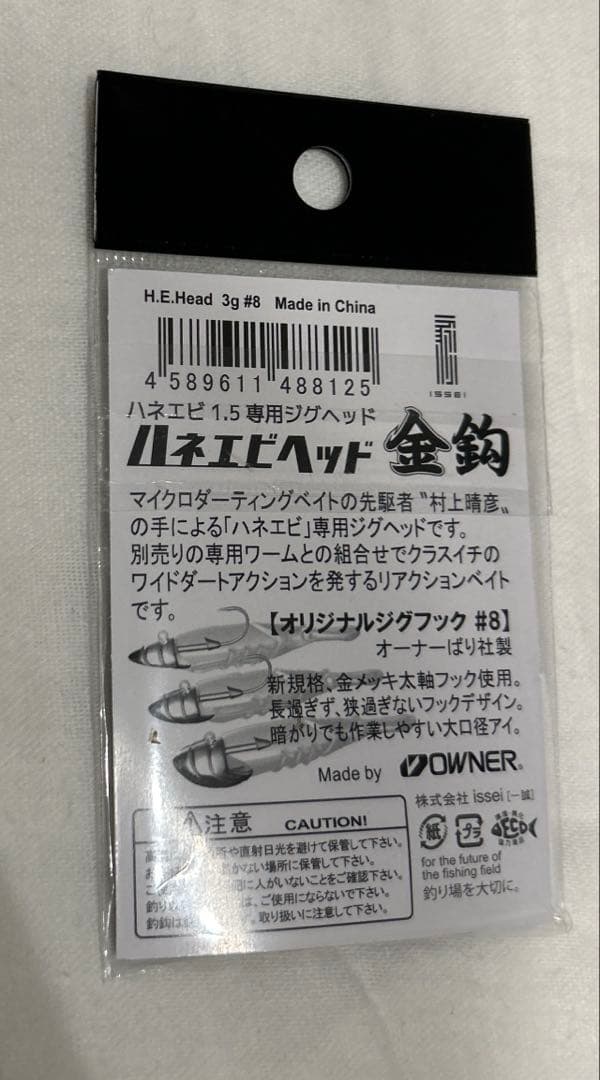 H.E.Head 3g #8 Made in China
4 589611 488125
issei
ハネエビ 1.5 専用ジグヘッド
ハネエビヘッド 金鈎
マイクロダーティングベイトの先駆者〝村上晴彦〟
の手による「ハネエビ」専用ジグヘッドです。
別売りの専用ワームとの組合せでクラスイチの
ワイドダートアクションを発するリアクションベイト
です。
【オリジナルジグフック #8】
オーナーばり社製
新規格、金メッキ太軸フック使用。
長過ぎず、狭過ぎないフックデザイン。
暗がりでも作業しやすい大口径アイ。
Made by OWNER®
株式会社 issei [一誠]
紙 プラ ECO
for the future of
the fishing field
釣り場を大切に。
注意 CAUTION!
所や直射日光を避けて保管して下さい。
かない場所に保管して下さい。
に人がいないことをご確認下さい。
は、ご使用にならないで下さい。
釣鈎は 。取り扱いに注意して下さい。